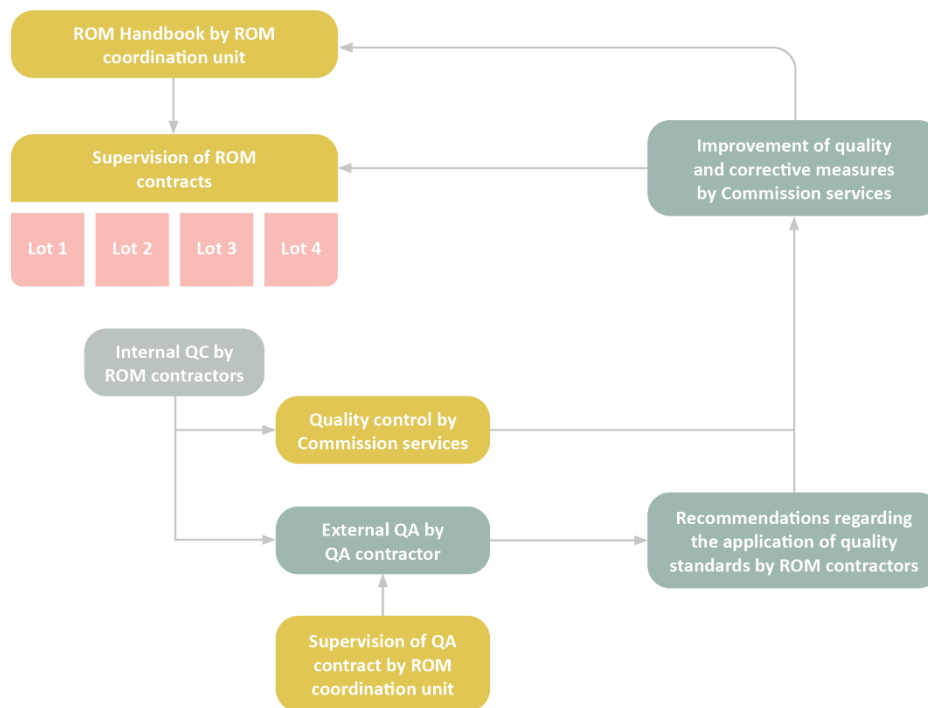 ROM Handbook by ROM
coordination unit
Supervision of ROM
contracts
Lot 1
Lot 2
Lot 3
Lot 4
Improvement of quality
and corrective measures
by Commission services
Internal QC by
ROM contractors
Quality control by
Commission services
External QA by
QA contractor
Recommendations regarding
the application of quality
standards by ROM contractors
Supervision of QA
contract by ROM
coordination unit